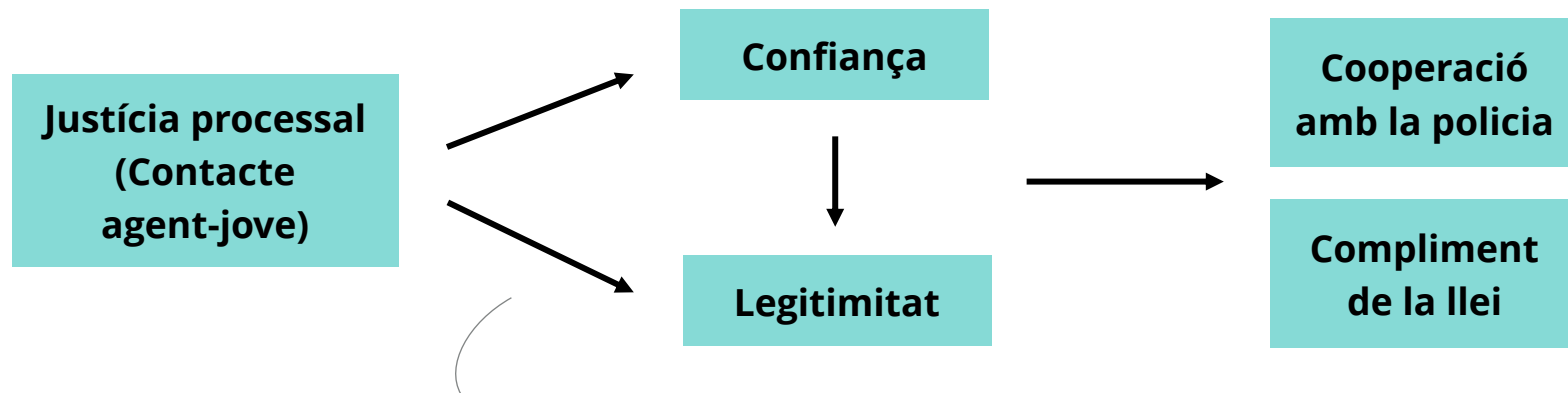 Justícia processal
(Contacte
agent-jove)
Confiança
Legitimitat
Cooperació
amb la policia
Compliment
de la llei